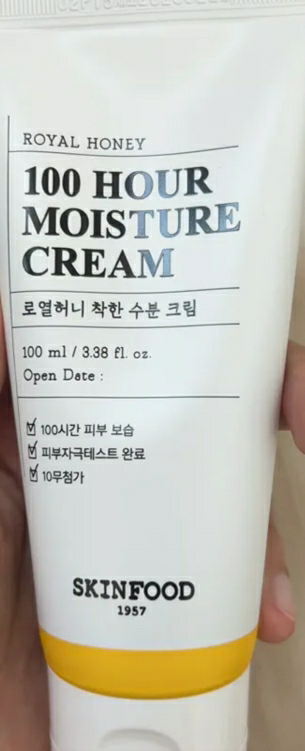 ROYAL HONEY
100 HOUR
MOISTURE
CREAM
로열허니 착한 수분 크림
100 ml / 3.38 fl. oz.
Open Date :
100시간 피부 보습
피부자극테스트 완료
10무첨가
SKINFOOD
1957